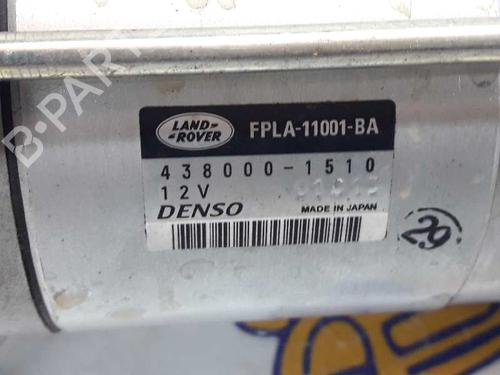 LAND-
ROVER
FPLA-11001-BA
438000-1510
12V
DENSO
MADE IN JAPAN
29
B-PARTS